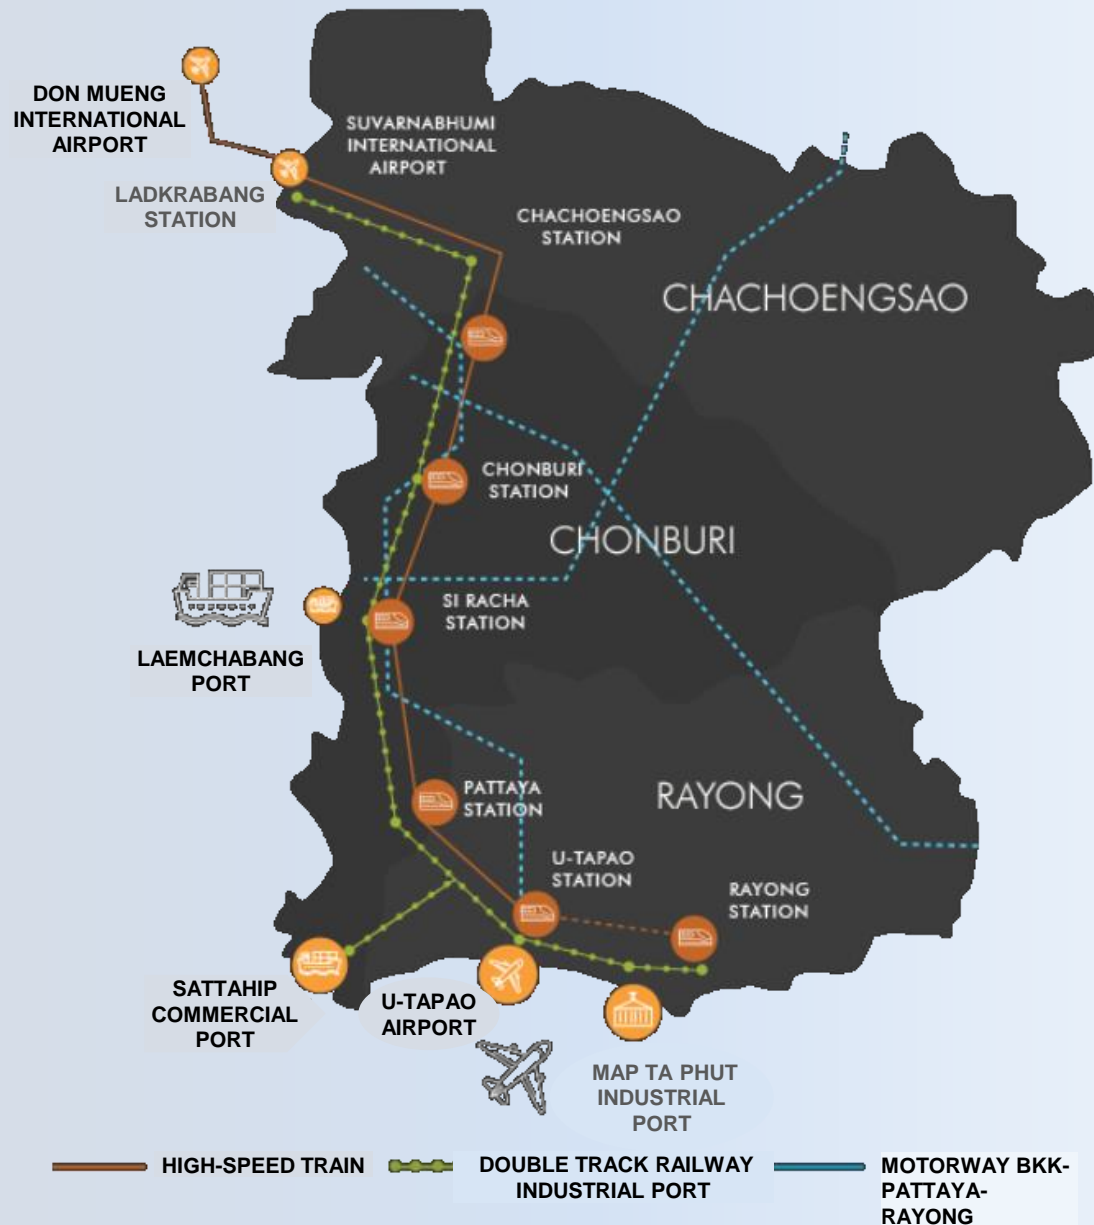 DON MUENG
INTERNATIONAL
AIRPORT
SUVARNABHUMI
INTERNATIONAL
AIRPORT
LADKRABANG
STATION
CHACHOENGSAO
STATION
CHACHOENGSAO
CHONBURI
STATION
CHONBURI
SI RACHA
STATION
LAEMCHABANG
PORT
PATTAYA
STATION
RAYONG
U-TAPAO
STATION
RAYONG
STATION
SATTAHIP
COMMERCIAL
PORT
U-TAPAO
AIRPORT
MAP TA PHUT
INDUSTRIAL
PORT
HIGH-SPEED TRAIN
DOUBLE TRACK RAILWAY
INDUSTRIAL PORT
MOTORWAY BKK-
PATTAYA-
RAYONG